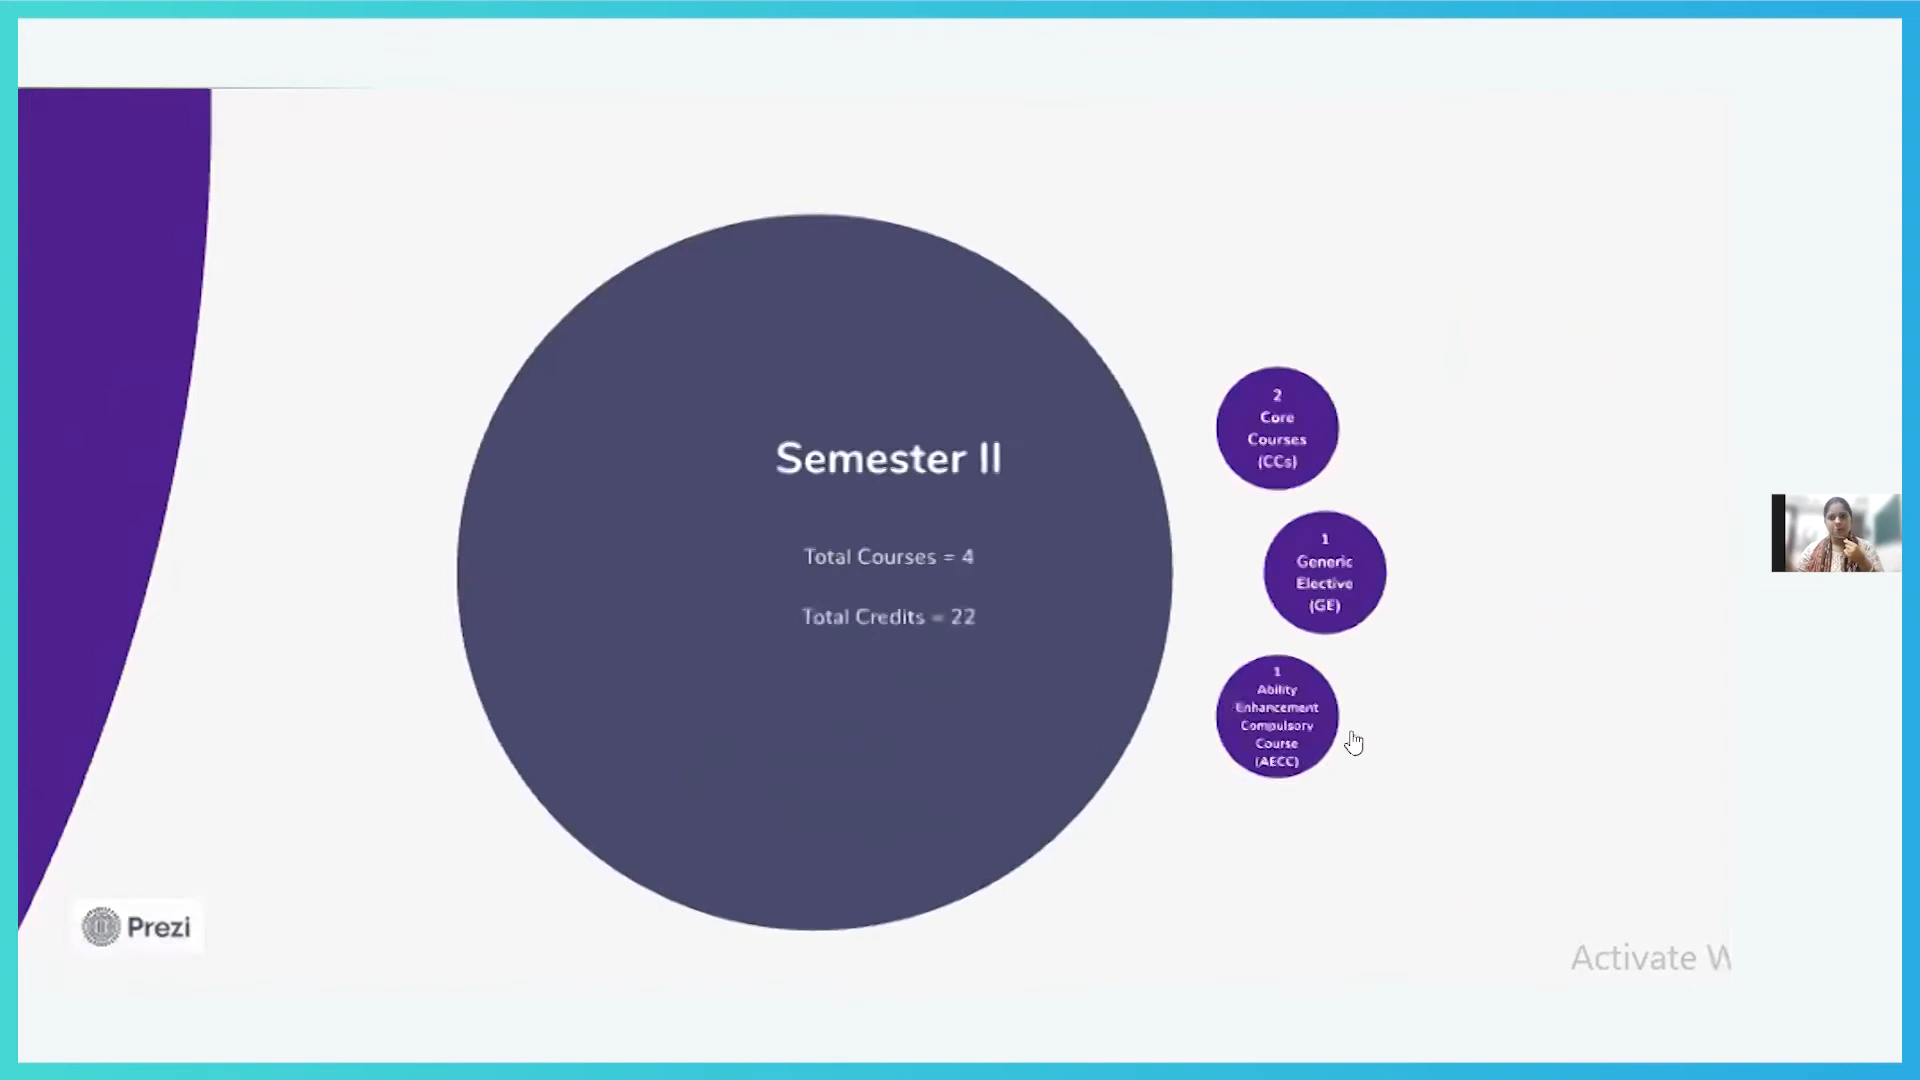 Semester II
Total Courses = 4
Total Credits = 22
2
Core
Courses
(CCs)
1
Generic
Elective
(GE)
1
Ability
Enhancement
Compulsory
Course
(AECC)
Prezi
Activate W